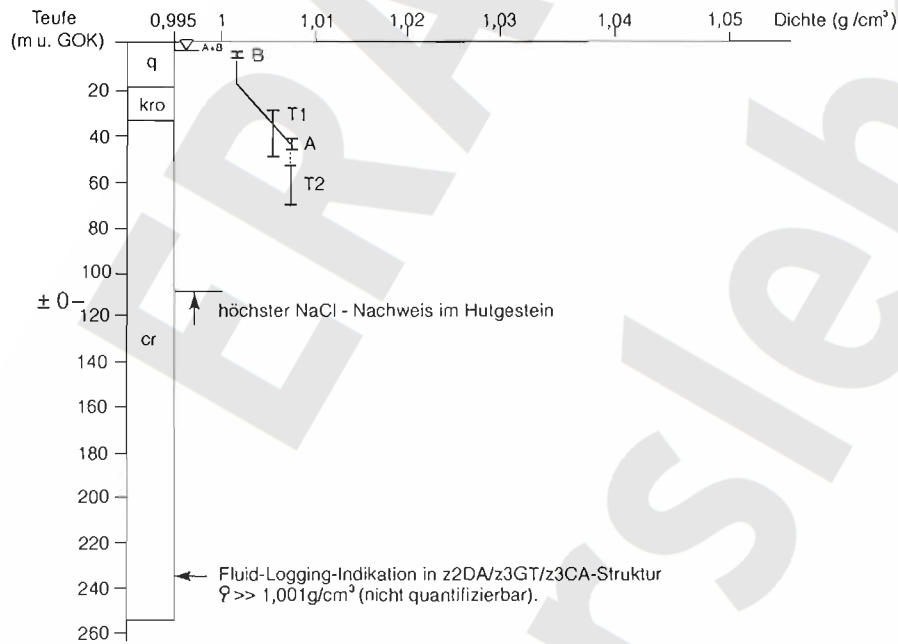 Teufe
(m u. GOK)
0,995 1 1,01 1,02 1,03 1,04 1,05 Dichte (g/cm³)
A+B
B
q
20
kro
T1
40
A
60
T2
80
100
± 0
höchster NaCl - Nachweis im Hutgestein
120
cr
140
160
180
200
220
Fluid-Logging-Indikation in z2DA/z3GT/z3CA-Struktur
240
ρ >> 1,001g/cm³ (nicht quantifizierbar).
260